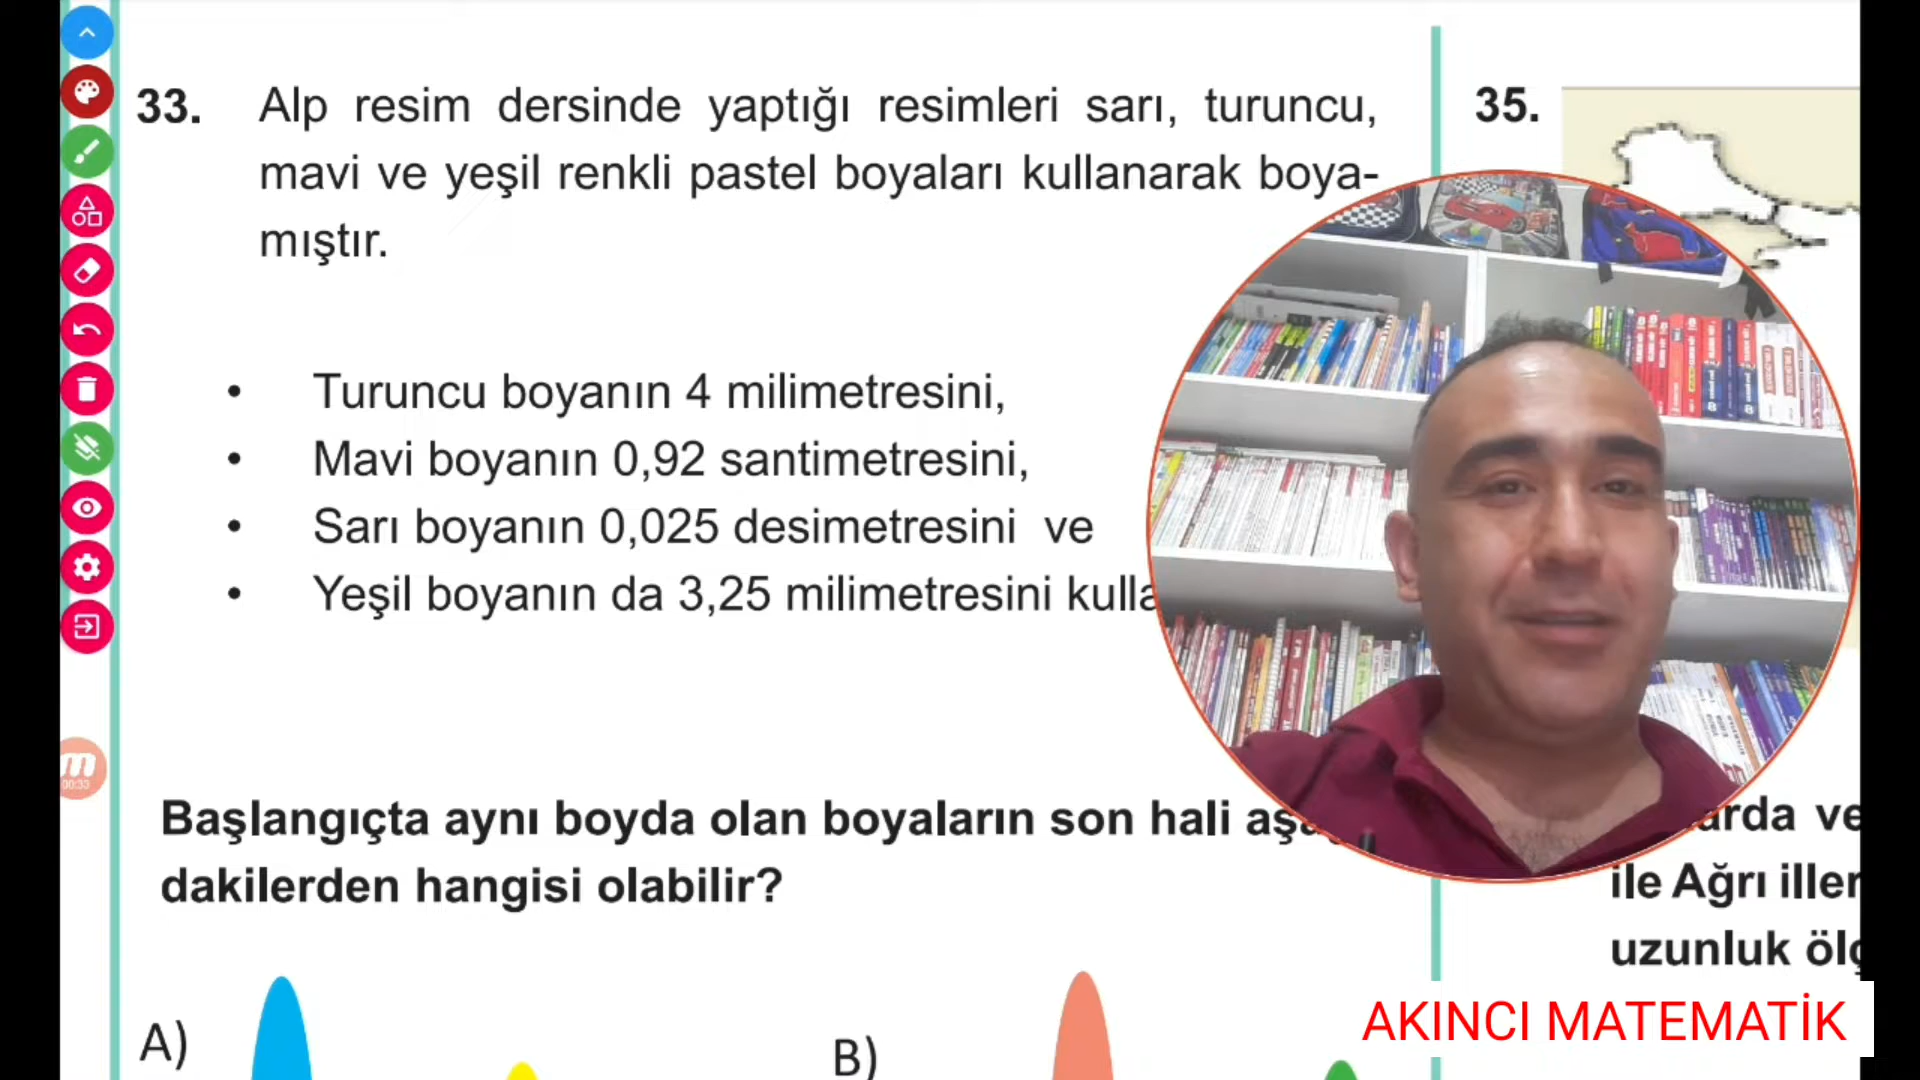 33. Alp resim dersinde yaptığı resimleri sarı, turuncu,
mavi ve yeşil renkli pastel boyaları kullanarak boya-
mıştır.
• Turuncu boyanın 4 milimetresini,
• Mavi boyanın 0,92 santimetresini,
• Sarı boyanın 0,025 desimetresini ve
• Yeşil boyanın da 3,25 milimetresini kulla
Başlangıçta aynı boyda olan boyaların son hali aşa
dakilerden hangisi olabilir?
A)
B)
35.
arda ve
ile Ağrı iller
uzunluk ölç
AKINCI MATEMATİK
m
00:33